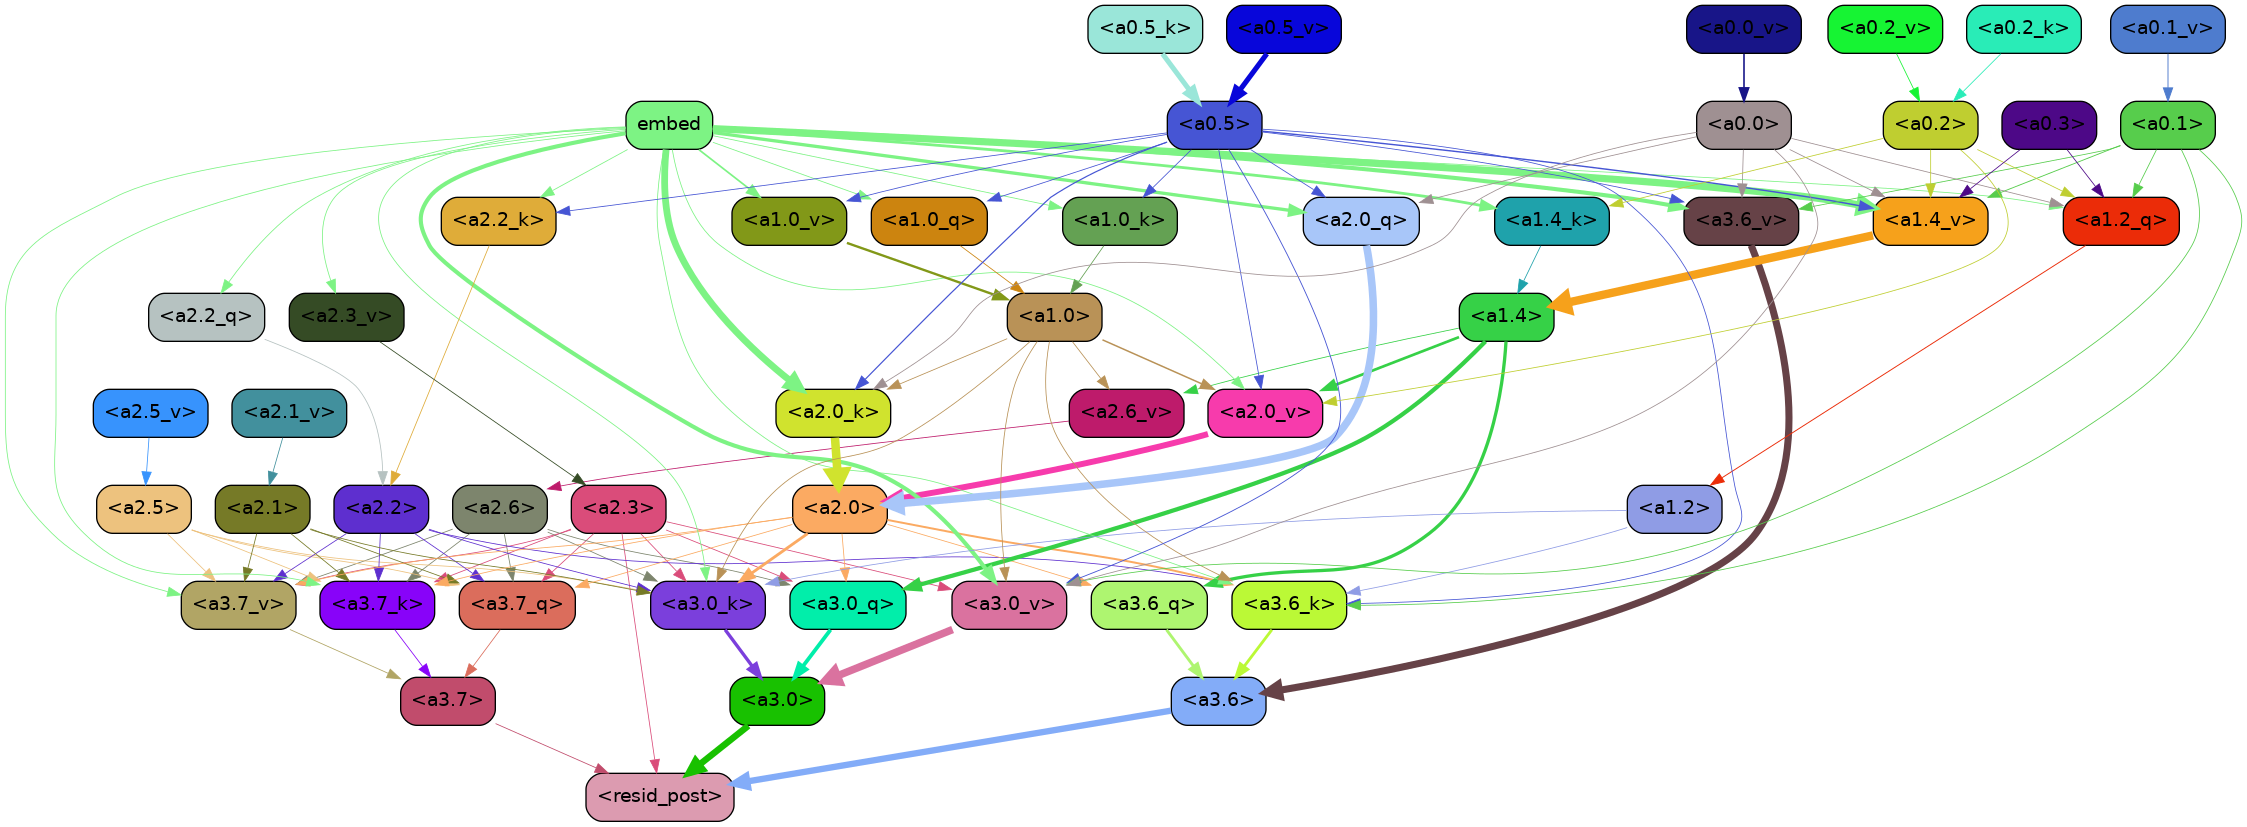 <a0.5_k> <a0.5_v> <a0.0_v> <a0.2_v> <a0.2_k> <a0.1_v>
embed <a0.5> <a0.0> <a0.2> <a0.3> <a0.1>
<a2.2_k> <a1.0_v> <a1.0_q> <a1.0_k> <a2.0_q> <a1.4_k> <a3.6_v> <a1.4_v> <a1.2_q>
<a2.2_q> <a2.3_v> <a1.0> <a1.4>
<a2.5_v> <a2.1_v> <a2.0_k> <a2.6_v> <a2.0_v>
<a2.5> <a2.1> <a2.2> <a2.6> <a2.3> <a2.0> <a1.2>
<a3.7_v> <a3.7_k> <a3.7_q> <a3.0_k> <a3.0_q> <a3.0_v> <a3.6_q> <a3.6_k>
<a3.7> <a3.0> <a3.6>
<resid_post>